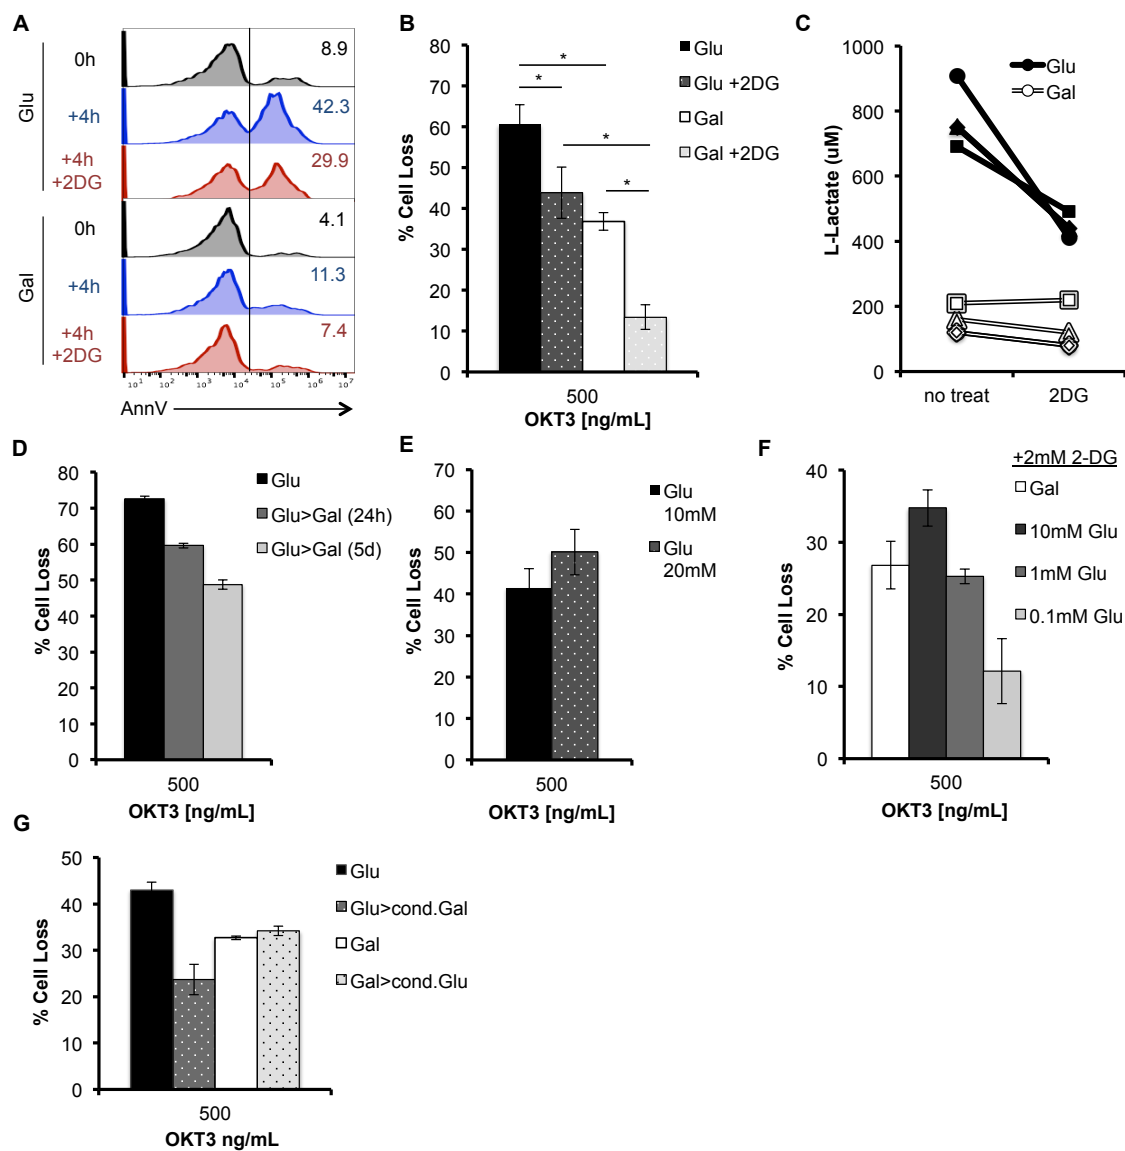 A
Glu
0h
8.9
+4h
42.3
+4h
+2DG
29.9
Gal
0h
4.1
+4h
11.3
+4h
+2DG
7.4
10¹ 10² 10³ 10⁴ 10⁵ 10⁶ 10⁷
AnnV
B
% Cell Loss
80
70
60
50
40
30
20
10
0
* * * * *
Glu
Glu +2DG
Gal
Gal +2DG
500
OKT3 [ng/mL]
C
L-Lactate (uM)
1000
800
600
400
200
0
Glu
Gal
no treat 2DG
D
% Cell Loss
80
70
60
50
40
30
20
10
0
Glu
Glu>Gal (24h)
Glu>Gal (5d)
500
OKT3 [ng/mL]
E
% Cell Loss
70
60
50
40
30
20
10
0
Glu
10mM
Glu
20mM
500
OKT3 [ng/mL]
F
% Cell Loss
40
30
20
10
0
+2mM 2-DG
Gal
10mM Glu
1mM Glu
0.1mM Glu
500
OKT3 [ng/mL]
G
% Cell Loss
50
40
30
20
10
0
Glu
Glu>cond.Gal
Gal
Gal>cond.Glu
500
OKT3 ng/mL